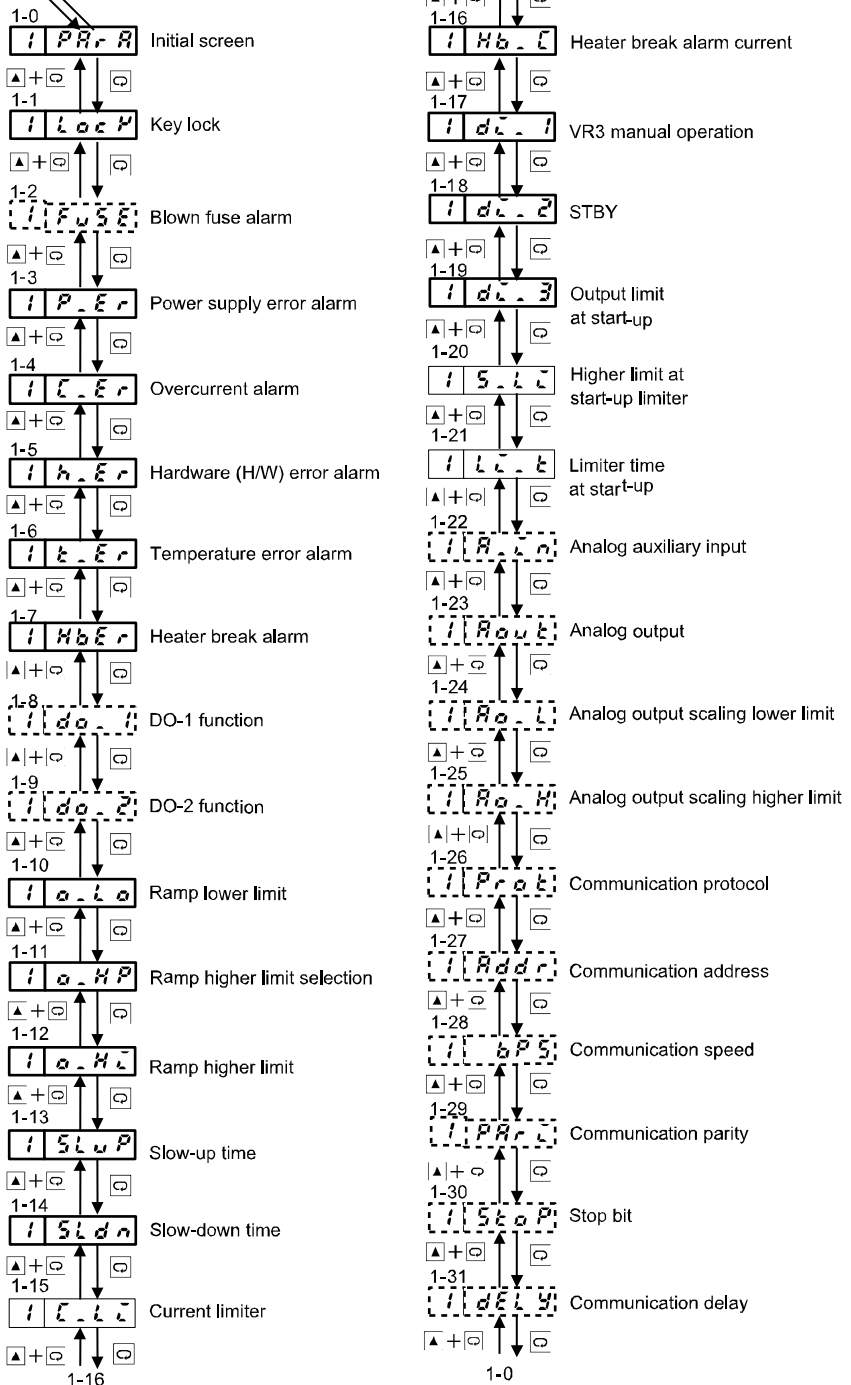 1-0
1 PArA Initial screen
▲+
1-1
1 LocK Key lock
▲+
1-2
1 FuSE Blown fuse alarm
▲+
1-3
1 P_Er Power supply error alarm
▲+
1-4
1 C_Er Overcurrent alarm
▲+
1-5
1 h_Er Hardware (H/W) error alarm
▲+
1-6
1 t_Er Temperature error alarm
▲+
1-7
1 HbEr Heater break alarm
▲+
1-8
1 do_1 DO-1 function
▲+
1-9
1 do_2 DO-2 function
▲+
1-10
1 o_Lo Ramp lower limit
▲+
1-11
1 o_HP Ramp higher limit selection
▲+
1-12
1 o_Hi Ramp higher limit
▲+
1-13
1 SLuP Slow-up time
▲+
1-14
1 SLdn Slow-down time
▲+
1-15
1 C_Li Current limiter
▲+
1-16
1-16
1 Hb_C Heater break alarm current
▲+
1-17
1 di_1 VR3 manual operation
▲+
1-18
1 di_2 STBY
▲+
1-19
1 di_3 Output limit
at start-up
▲+
1-20
1 S_Li Higher limit at
start-up limiter
▲+
1-21
1 Li_t Limiter time
at start-up
▲+
1-22
1 A_in Analog auxiliary input
▲+
1-23
1 Aout Analog output
▲+
1-24
1 Ao_L Analog output scaling lower limit
▲+
1-25
1 Ao_H Analog output scaling higher limit
▲+
1-26
1 Prot Communication protocol
▲+
1-27
1 Addr Communication address
▲+
1-28
1 bPS Communication speed
▲+
1-29
1 PAri Communication parity
▲+
1-30
1 StoP Stop bit
▲+
1-31
1 dELY Communication delay
▲+
1-0